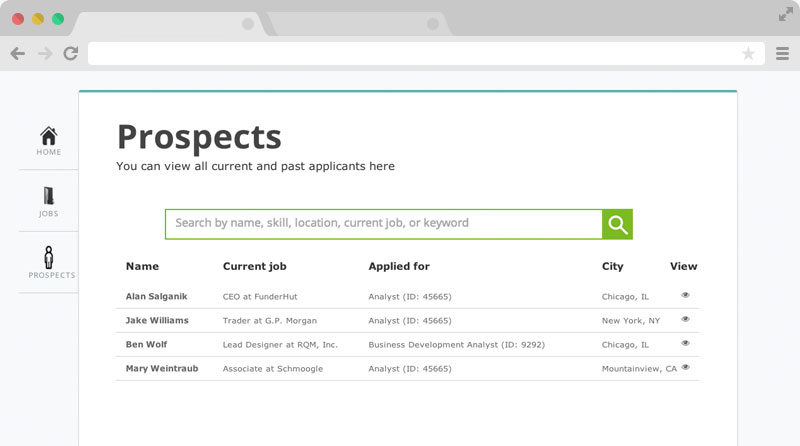 HOME
JOBS
PROSPECTS
Prospects
You can view all current and past applicants here
Search by name, skill, location, current job, or keyword
Name Current job Applied for City View
Alan Salganik CEO at FunderHut Analyst (ID: 45665) Chicago, IL
Jake Williams Trader at G.P. Morgan Analyst (ID: 45665) New York, NY
Ben Wolf Lead Designer at RQM, Inc. Business Development Analyst (ID: 9292) Chicago, IL
Mary Weintraub Associate at Schmoogle Analyst (ID: 45665) Mountainview, CA